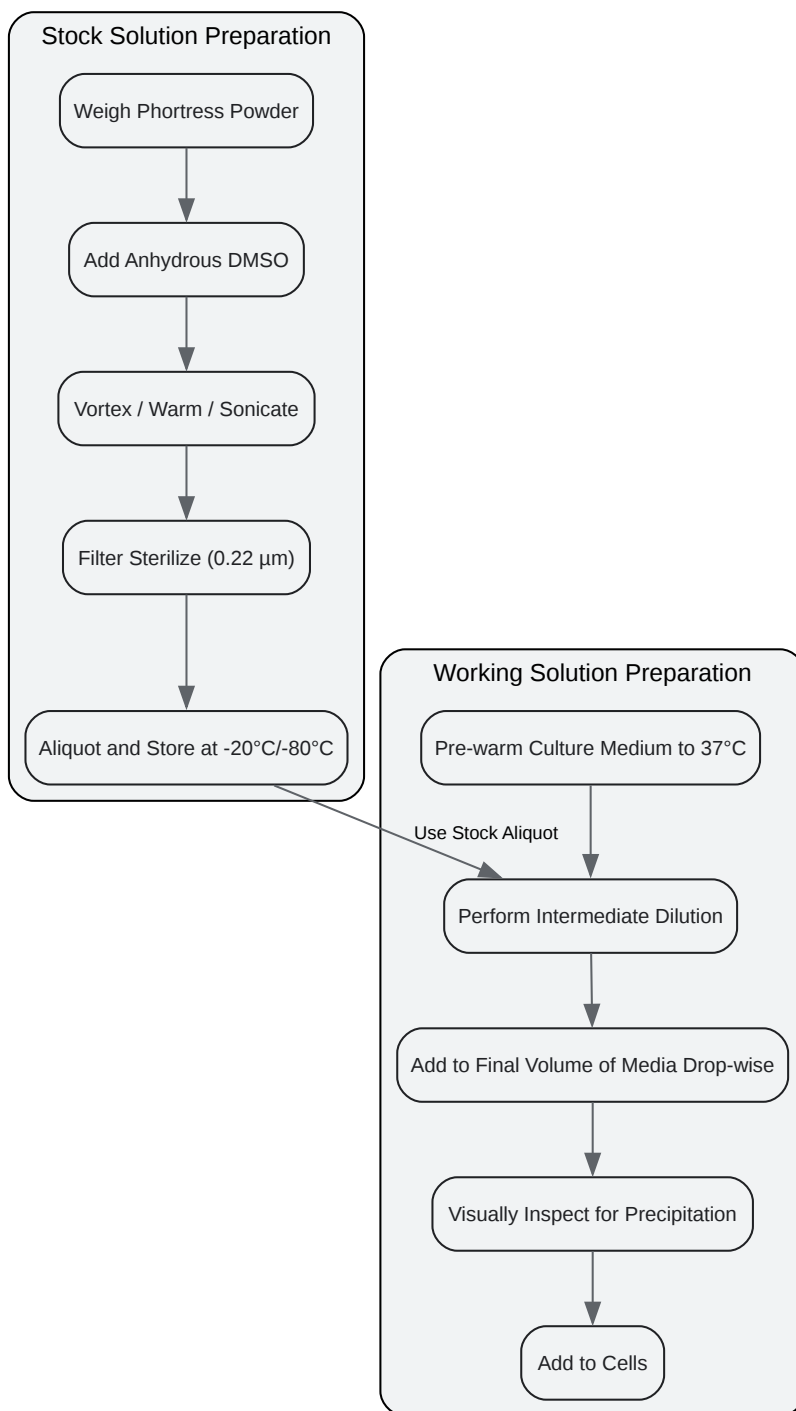 Stock Solution Preparation
Weigh Phortress Powder
Add Anhydrous DMSO
Vortex / Warm / Sonicate
Filter Sterilize (0.22 µm)
Aliquot and Store at -20°C/-80°C
Working Solution Preparation
Pre-warm Culture Medium to 37°C
Use Stock Aliquot
Perform Intermediate Dilution
Add to Final Volume of Media Drop-wise
Visually Inspect for Precipitation
Add to Cells